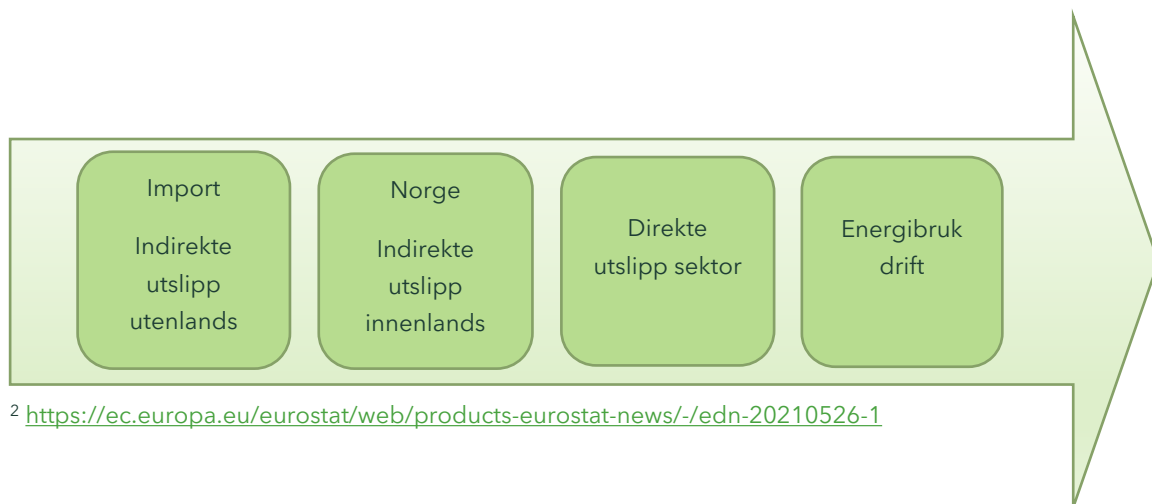 Import
Indirekte
utslipp
utenlands
Norge
Indirekte
utslipp
innenlands
Direkte
utslipp sektor
Energibruk
drift
2 https://ec.europa.eu/eurostat/web/products-eurostat-news/-/edn-20210526-1